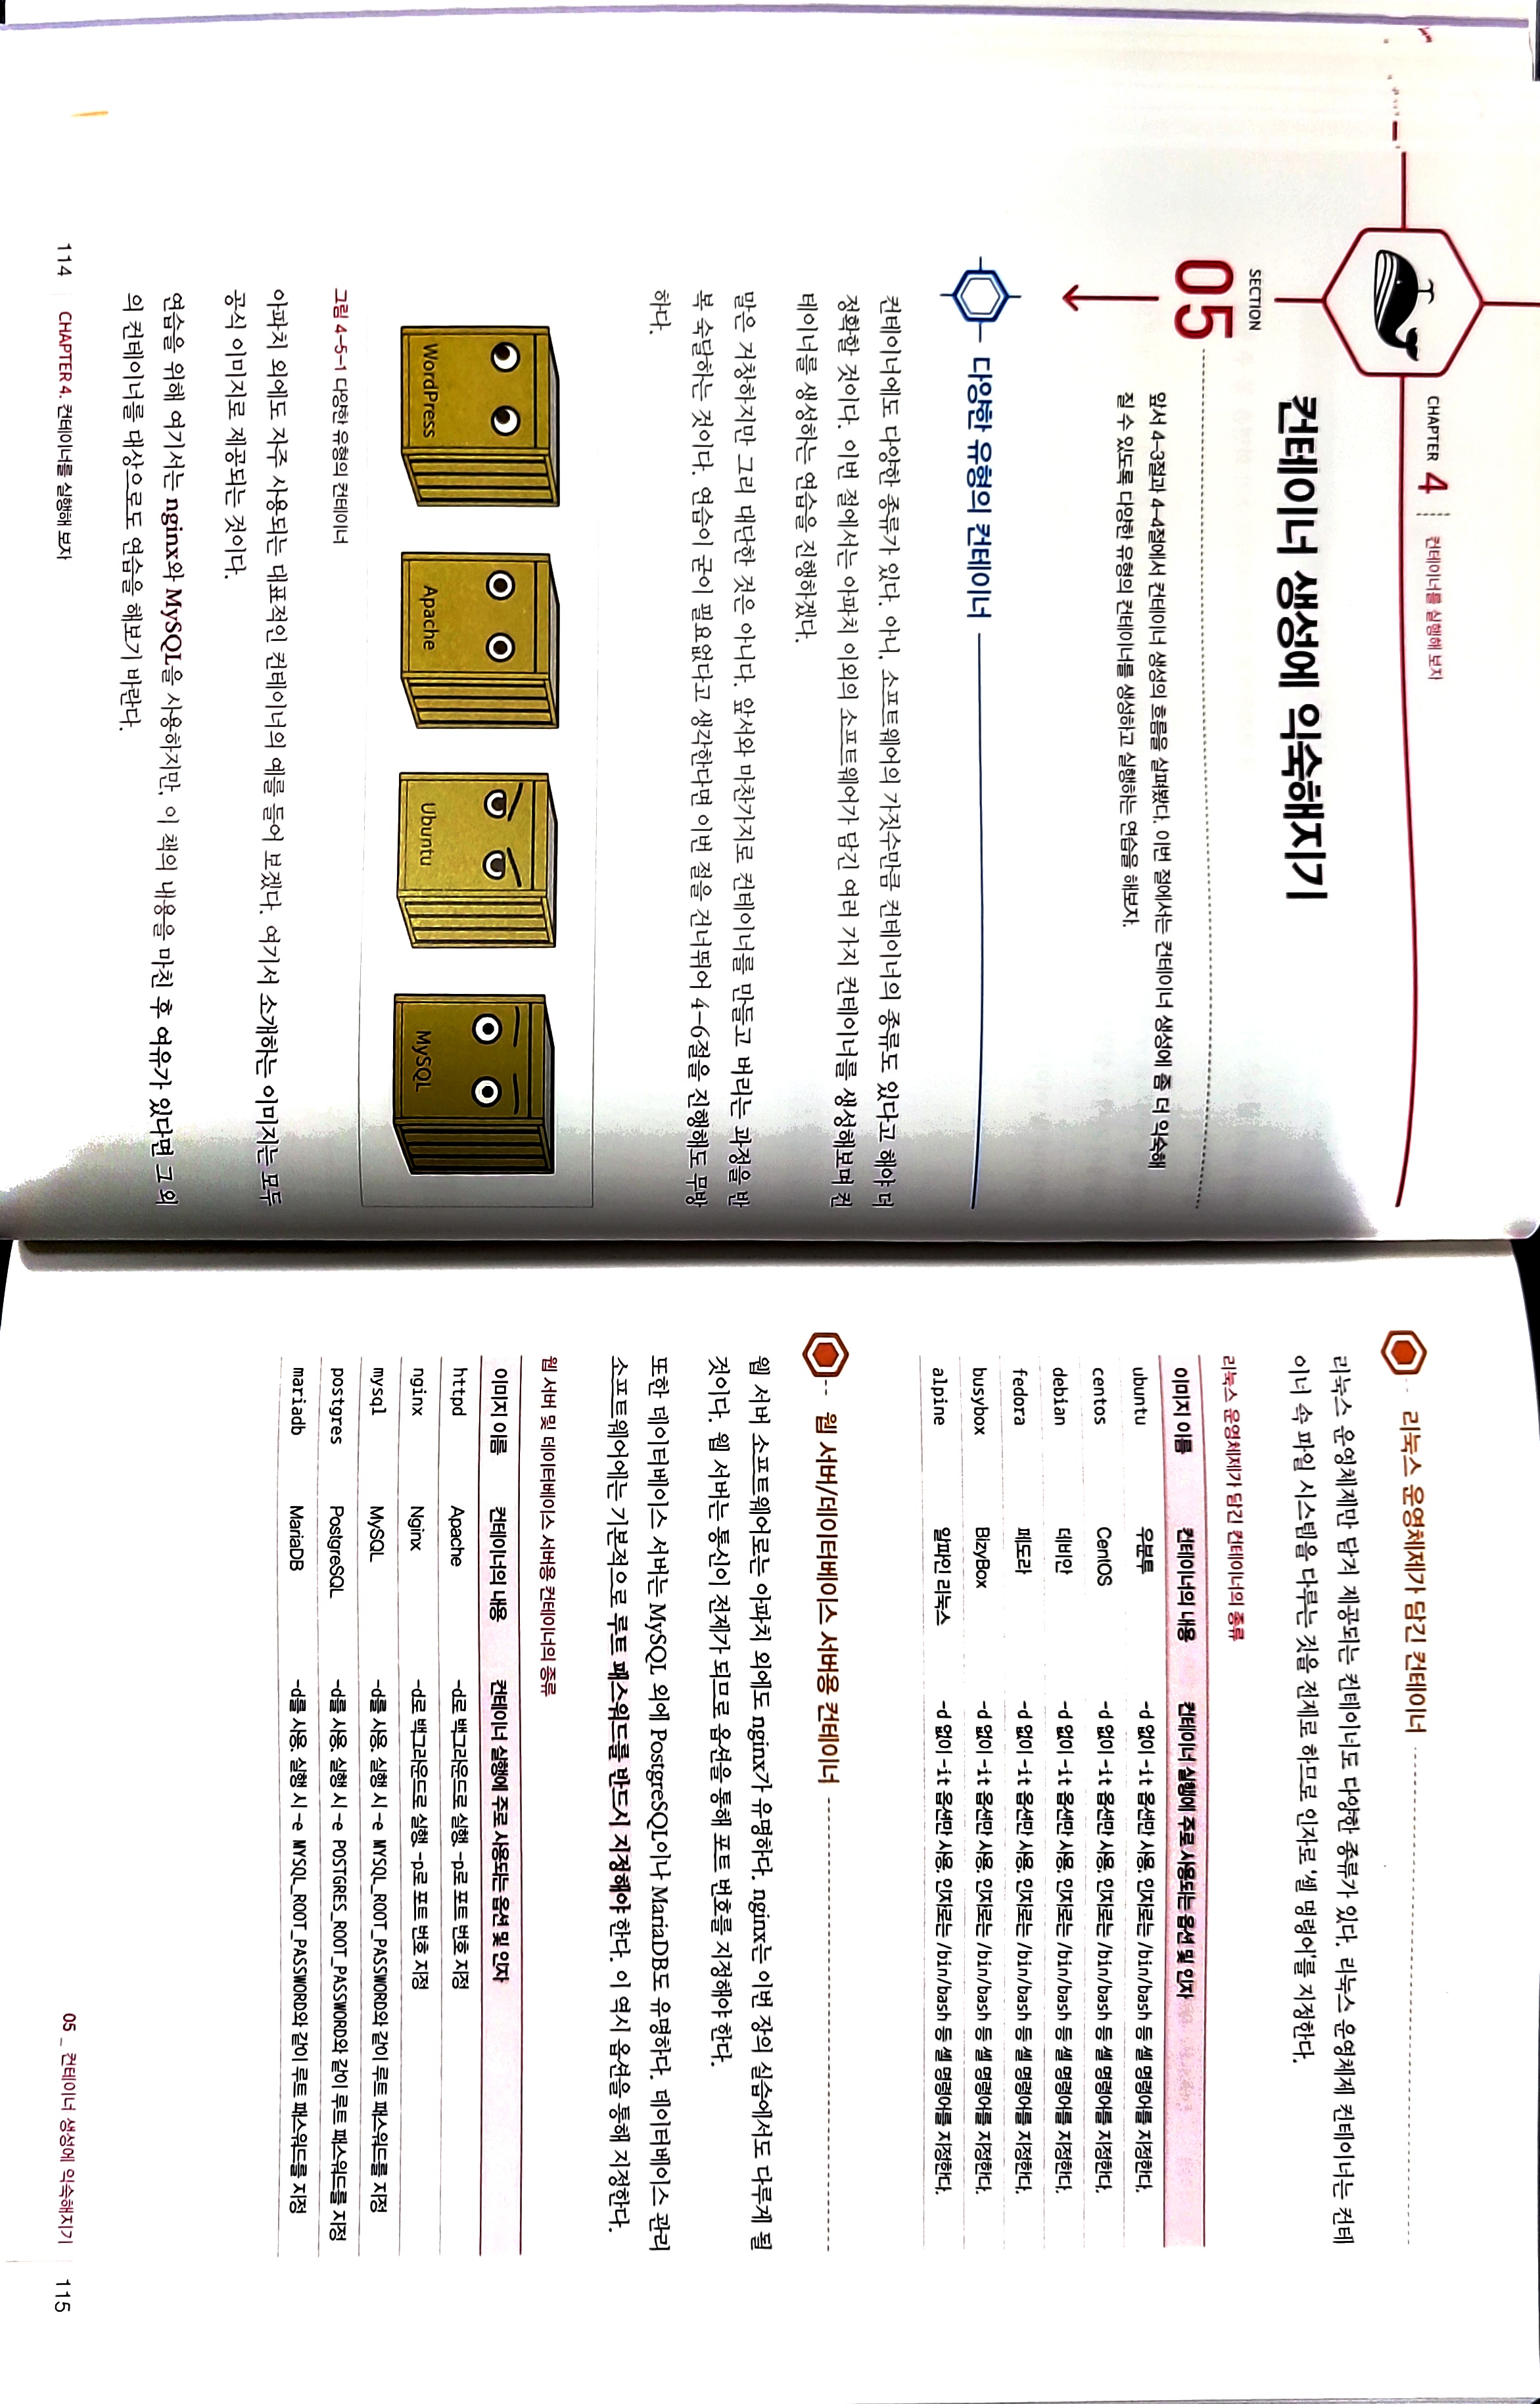 CHAPTER 4 컨테이너를 실행해 보자
컨테이너 생성에 익숙해지기
SECTION
05
앞서 4-3절과 4-4절에서 컨테이너 생성의 흐름을 살펴봤다. 이번 절에서는 컨테이너 생성에 좀 더 익숙해
질 수 있도록 다양한 유형의 컨테이너를 생성하고 실행하는 연습을 해보자.
다양한 유형의 컨테이너
컨테이너에도 다양한 종류가 있다. 아니, 소프트웨어의 가짓수만큼 컨테이너의 종류도 있다고 해야 더
정확할 것이다. 이번 절에서는 아파치 이외의 소프트웨어가 담긴 여러 가지 컨테이너를 생성해보며 컨
테이너를 생성하는 연습을 진행하겠다.
말은 거창하지만 그리 대단한 것은 아니다. 앞서와 마찬가지로 컨테이너를 만들고 버리는 과정을 반
복 숙달하는 것이다. 연습이 굳이 필요없다고 생각한다면 이번 절을 건너뛰어 4-6절을 진행해도 무방
하다.
WordPress Apache Ubuntu MySQL
그림 4-5-1 다양한 유형의 컨테이너
아파치 외에도 자주 사용되는 대표적인 컨테이너의 예를 들어 보겠다. 여기서 소개하는 이미지는 모두
공식 이미지로 제공되는 것이다.
연습을 위해 여기서는 nginx와 MySQL을 사용하지만, 이 책의 내용을 마친 후 여유가 있다면 그 외
의 컨테이너를 대상으로도 연습을 해보기 바란다.
114 CHAPTER 4. 컨테이너를 실행해 보자
리눅스 운영체제가 담긴 컨테이너
리눅스 운영체제만 담겨 제공되는 컨테이너도 다양한 종류가 있다. 리눅스 운영체제 컨테이너는 컨테
이너 속 파일 시스템을 다루는 것을 전제로 하므로 인자로 '셸 명령어'를 지정한다.
리눅스 운영체제가 담긴 컨테이너의 종류
이미지 이름 컨테이너의 내용 컨테이너 실행에 주로 사용되는 옵션 및 인자
ubuntu 우분투 -d 없이 -it 옵션만 사용. 인자로는 /bin/bash 등 셸 명령어를 지정한다.
centos CentOS -d 없이 -it 옵션만 사용. 인자로는 /bin/bash 등 셸 명령어를 지정한다.
debian 데비안 -d 없이 -it 옵션만 사용. 인자로는 /bin/bash 등 셸 명령어를 지정한다.
fedora 페도라 -d 없이 -it 옵션만 사용. 인자로는 /bin/bash 등 셸 명령어를 지정한다.
busybox BizyBox -d 없이 -it 옵션만 사용. 인자로는 /bin/bash 등 셸 명령어를 지정한다.
alpine 알파인 리눅스 -d 없이 -it 옵션만 사용. 인자로는 /bin/bash 등 셸 명령어를 지정한다.
웹 서버/데이터베이스 서버용 컨테이너
웹 서버 소프트웨어로는 아파치 외에도 nginx가 유명하다. nginx는 이번 장의 실습에서도 다루게 될
것이다. 웹 서버는 통신이 전제가 되므로 옵션을 통해 포트 번호를 지정해야 한다.
또한 데이터베이스 서버는 MySQL 외에 PostgreSQL이나 MariaDB도 유명하다. 데이터베이스 관리
소프트웨어에는 기본적으로 루트 패스워드를 반드시 지정해야 한다. 이 역시 옵션을 통해 지정한다.
웹 서버 및 데이터베이스 서버용 컨테이너의 종류
이미지 이름 컨테이너의 내용 컨테이너 실행에 주로 사용되는 옵션 및 인자
httpd Apache -d로 백그라운드로 실행. -p로 포트 번호 지정
nginx Nginx -d로 백그라운드로 실행. -p로 포트 번호 지정
mysql MySQL -d를 사용. 실행 시 -e MYSQL_ROOT_PASSWORD와 같이 루트 패스워드를 지정
postgres PostgreSQL -d를 사용. 실행 시 -e POSTGRES_ROOT_PASSWORD와 같이 루트 패스워드를 지정
mariadb MariaDB -d를 사용. 실행 시 -e MYSQL_ROOT_PASSWORD와 같이 루트 패스워드를 지정
05 _ 컨테이너 생성에 익숙해지기 115